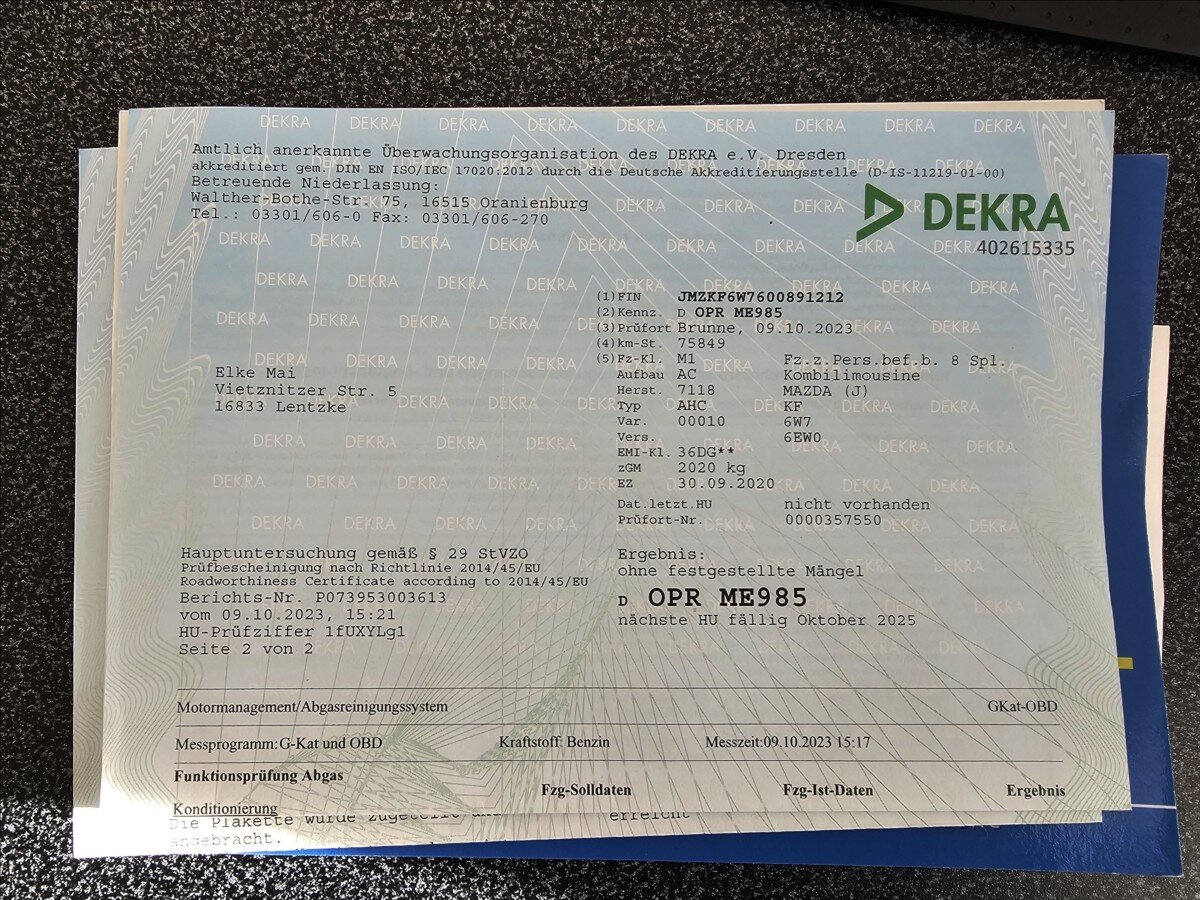 Amtlich anerkannte Überwachungsorganisation des DEKRA e.V. Dresden
akkreditiert gem. DIN EN ISO/IEC 17020:2012 durch die Deutsche Akkreditierungsstelle (D-IS-11219-01-00)
Betreuende Niederlassung:
Walther-Bothe-Str. 75, 16515 Oranienburg
Tel.: 03301/606-0 Fax: 03301/606-270
DEKRA
402615335
(1) FIN JMZKF6W7600891212
(2) Kennz. D OPR ME985
(3) Prüfort Brunne, 09.10.2023
(4) km-St. 75849
(5) Fz-Kl. M1 Fz.z.Pers.bef.b. 8 Spl.
Aufbau AC Kombilimousine
Herst. 7118 MAZDA (J)
Typ AHC KF
Var. 00010 6W7
Vers. 6EW0
EMI-Kl. 36DG**
zGM 2020 kg
EZ 30.09.2020
Dat.letzt.HU nicht vorhanden
Prüfort-Nr. 0000357550
Elke Mai
Vietznitzer Str. 5
16833 Lentzke
Hauptuntersuchung gemäß § 29 StVZO
Prüfbescheinigung nach Richtlinie 2014/45/EU
Roadworthiness Certificate according to 2014/45/EU
Berichts-Nr. P073953003613
vom 09.10.2023, 15:21
HU-Prüfziffer 1fUXYLg1
Seite 2 von 2
Ergebnis:
ohne festgestellte Mängel
D OPR ME985
nächste HU fällig Oktober 2025
Motormanagement/Abgasreinigungssystem GKat-OBD
Messprogramm:G-Kat und OBD Kraftstoff: Benzin Messzeit:09.10.2023 15:17
Funktionsprüfung Abgas
Fzg-Solldaten Fzg-Ist-Daten Ergebnis
Konditionierung
Die Plakette wurde zugeteilt und
angebracht.